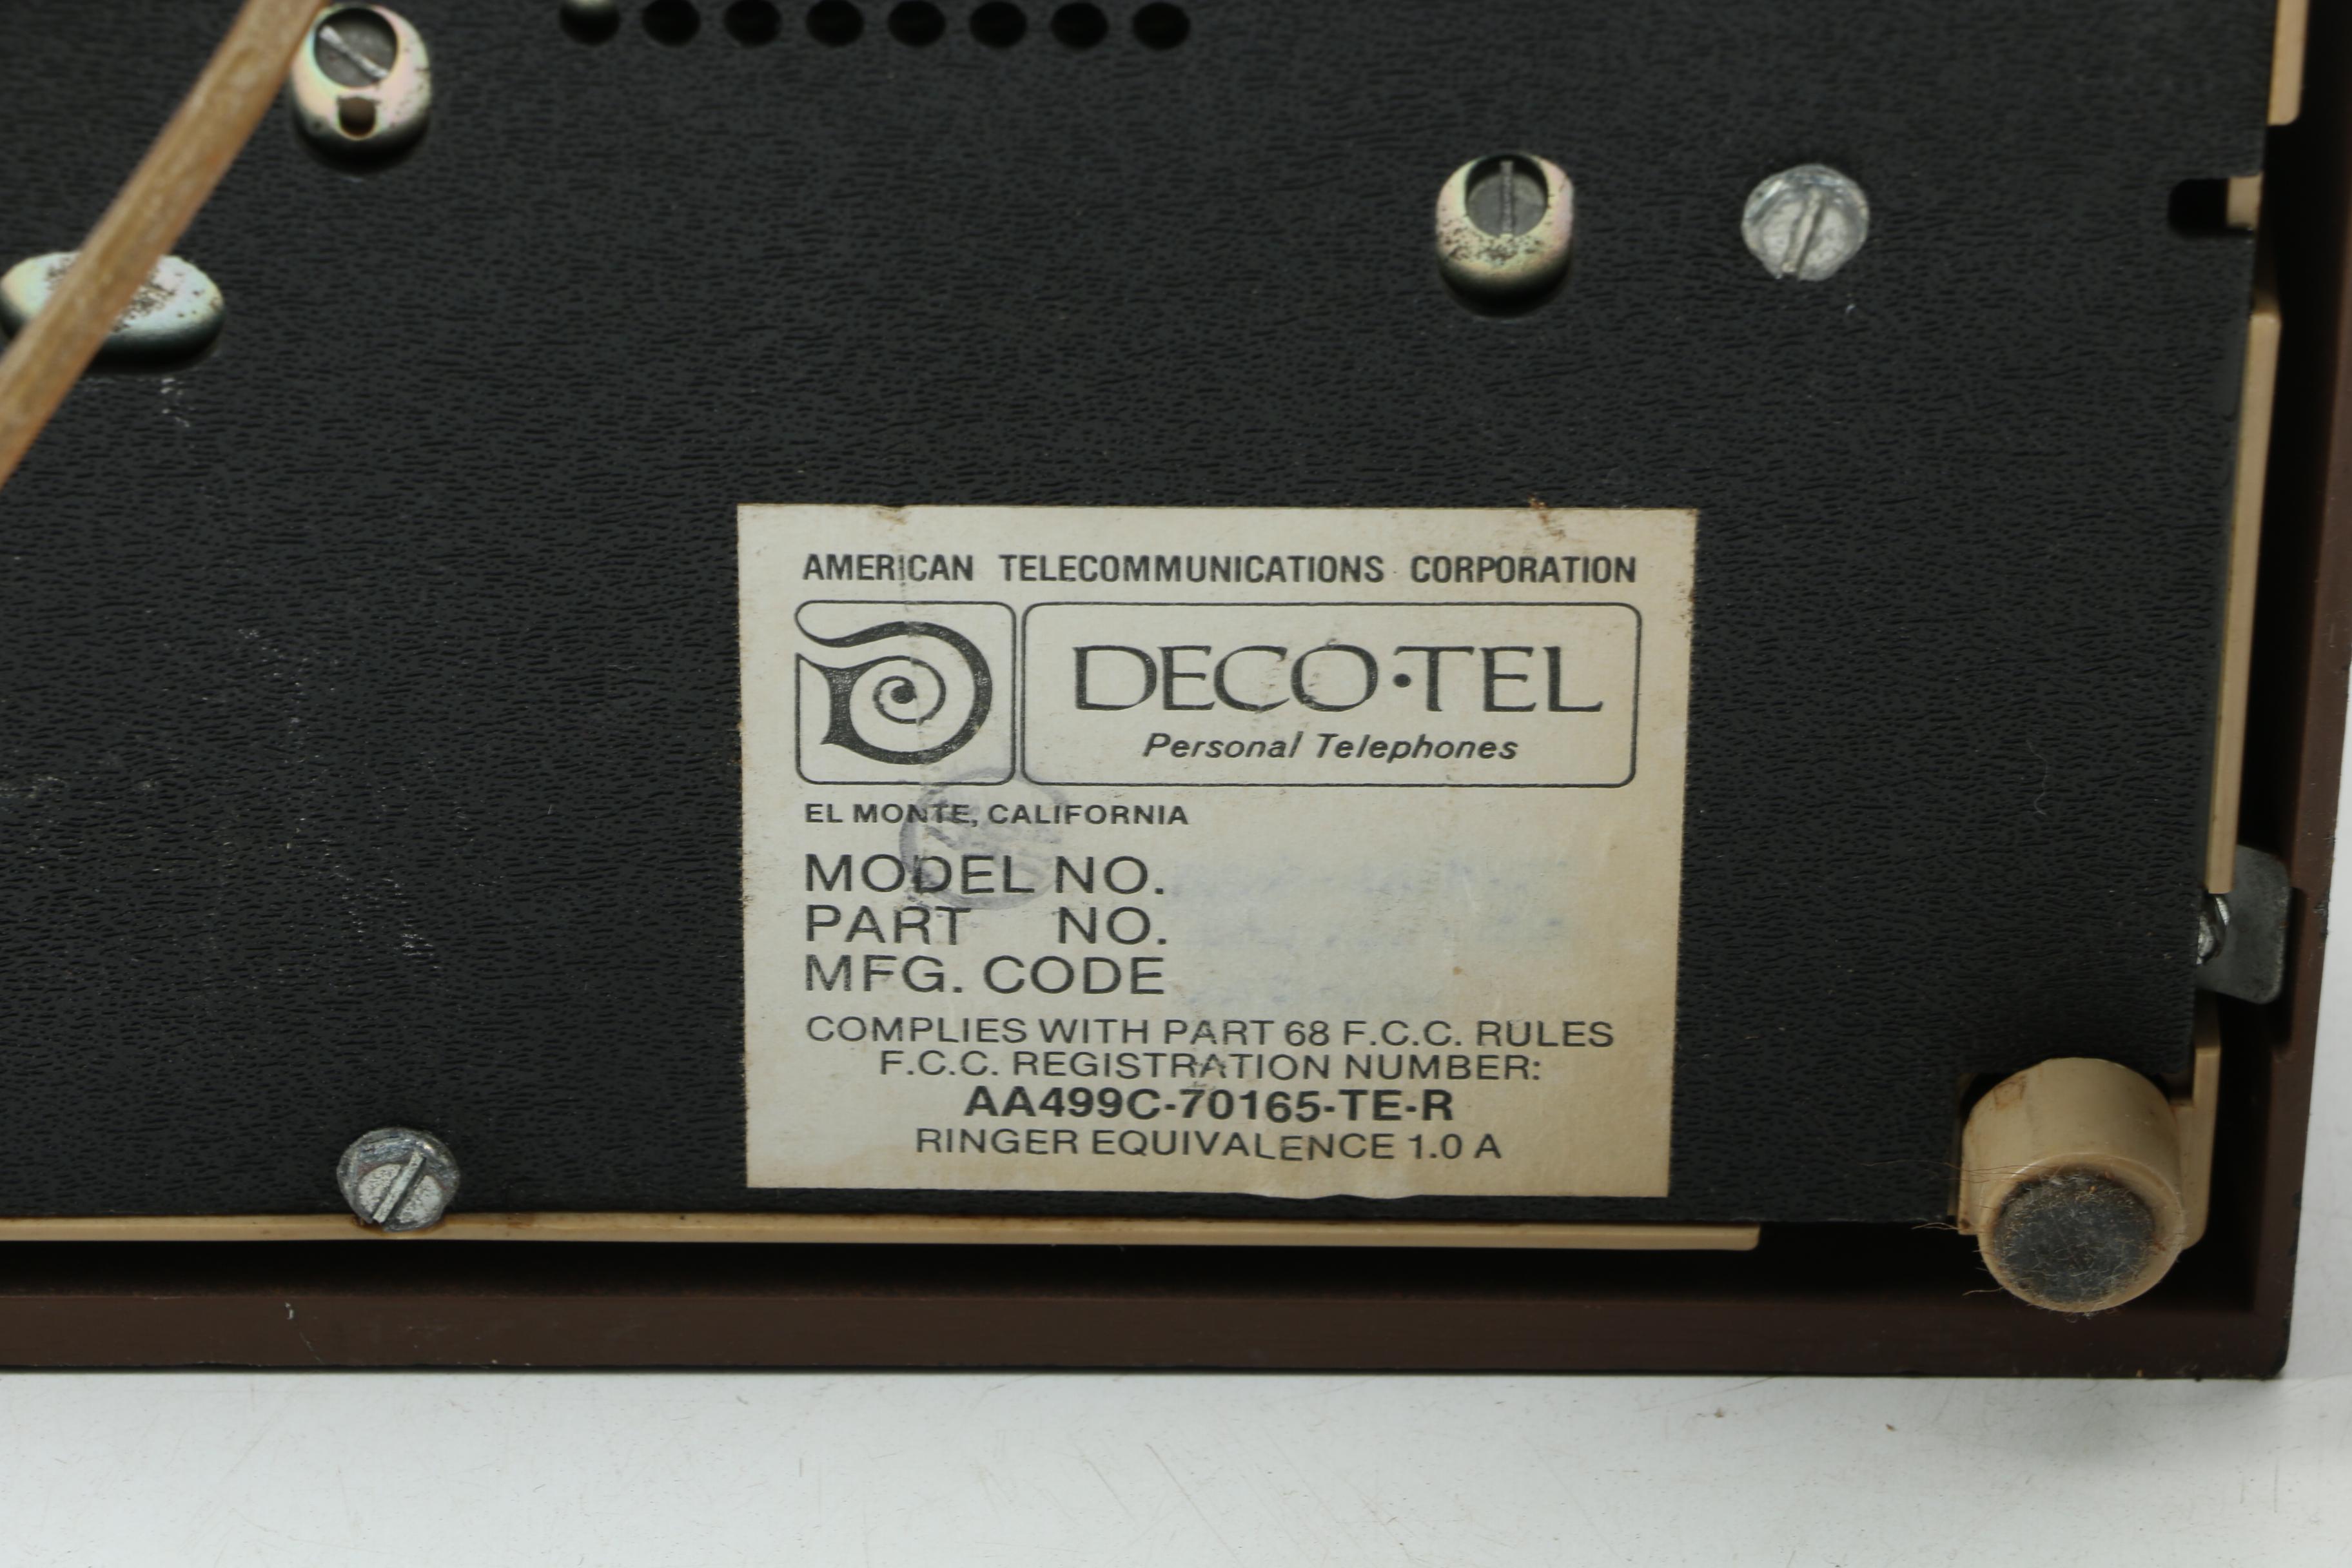 AMERICAN TELECOMMUNICATIONS CORPORATION
DECO•TEL
Personal Telephones
EL MONTE, CALIFORNIA
MODEL NO.
PART NO.
MFG. CODE
COMPLIES WITH PART 68 F.C.C. RULES
F.C.C. REGISTRATION NUMBER:
AA499C-70165-TE-R
RINGER EQUIVALENCE 1.0 A